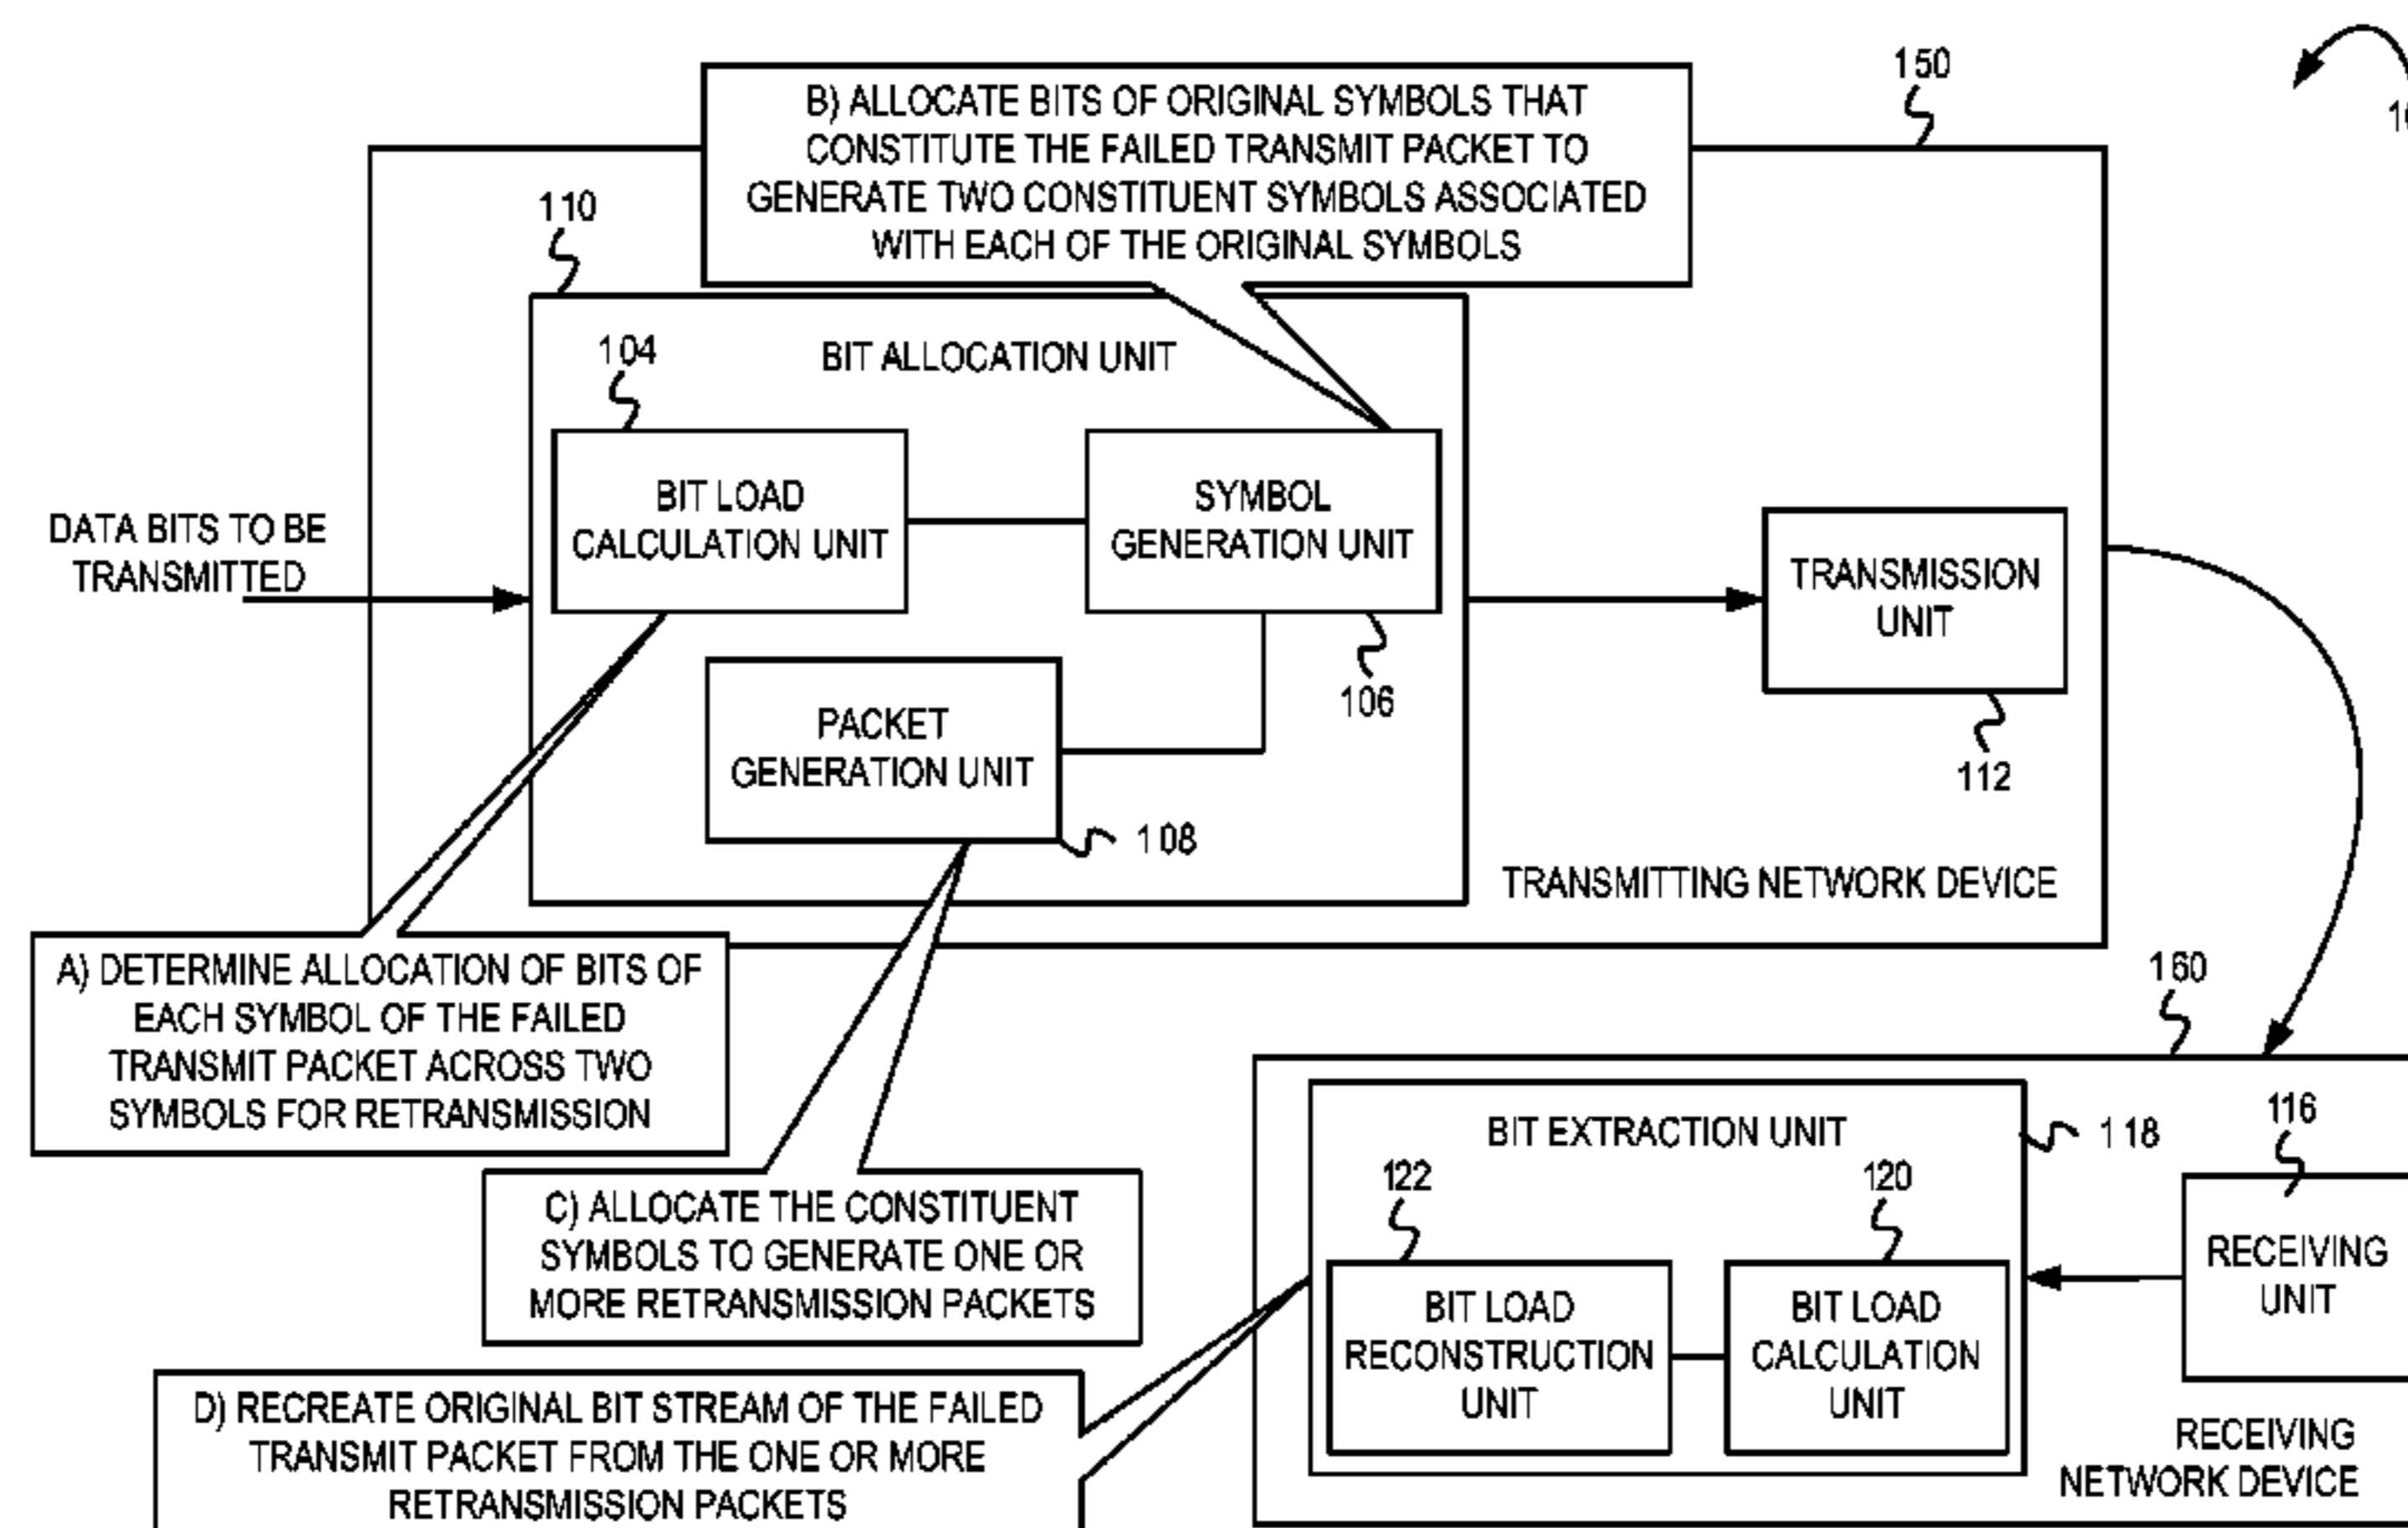 150
10
B) ALLOCATE BITS OF ORIGINAL SYMBOLS THAT
CONSTITUTE THE FAILED TRANSMIT PACKET TO
GENERATE TWO CONSTITUENT SYMBOLS ASSOCIATED
WITH EACH OF THE ORIGINAL SYMBOLS
110
104
BIT ALLOCATION UNIT
BIT LOAD
CALCULATION UNIT
SYMBOL
GENERATION UNIT
DATA BITS TO BE
TRANSMITTED
TRANSMISSION
UNIT
106
PACKET
GENERATION UNIT
112
108
TRANSMITTING NETWORK DEVICE
A) DETERMINE ALLOCATION OF BITS OF
EACH SYMBOL OF THE FAILED
TRANSMIT PACKET ACROSS TWO
SYMBOLS FOR RETRANSMISSION
160
116
BIT EXTRACTION UNIT
118
122
120
C) ALLOCATE THE CONSTITUENT
SYMBOLS TO GENERATE ONE OR
MORE RETRANSMISSION PACKETS
RECEIVING
UNIT
BIT LOAD
RECONSTRUCTION
UNIT
BIT LOAD
CALCULATION
UNIT
D) RECREATE ORIGINAL BIT STREAM OF THE FAILED
TRANSMIT PACKET FROM THE ONE OR MORE
RETRANSMISSION PACKETS
RECEIVING
NETWORK DEVICE